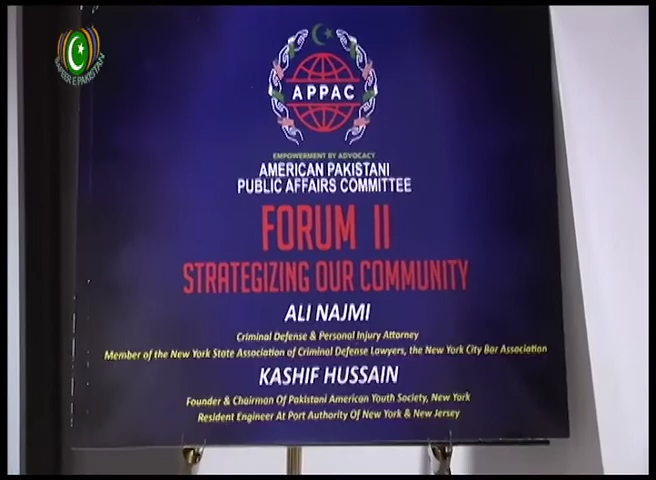 SAFEER E PAKISTAN
APPAC
EMPOWERMENT BY ADVOCACY
AMERICAN PAKISTANI
PUBLIC AFFAIRS COMMITTEE
FORUM II
STRATEGIZING OUR COMMUNITY
ALI NAJMI
Criminal Defense & Personal Injury Attorney
Member of the New York State Association of Criminal Defense Lawyers, the New York City Bar Association
KASHIF HUSSAIN
Founder & Chairman Of Pakistani American Youth Society, New York
Resident Engineer At Port Authority Of New York & New Jersey